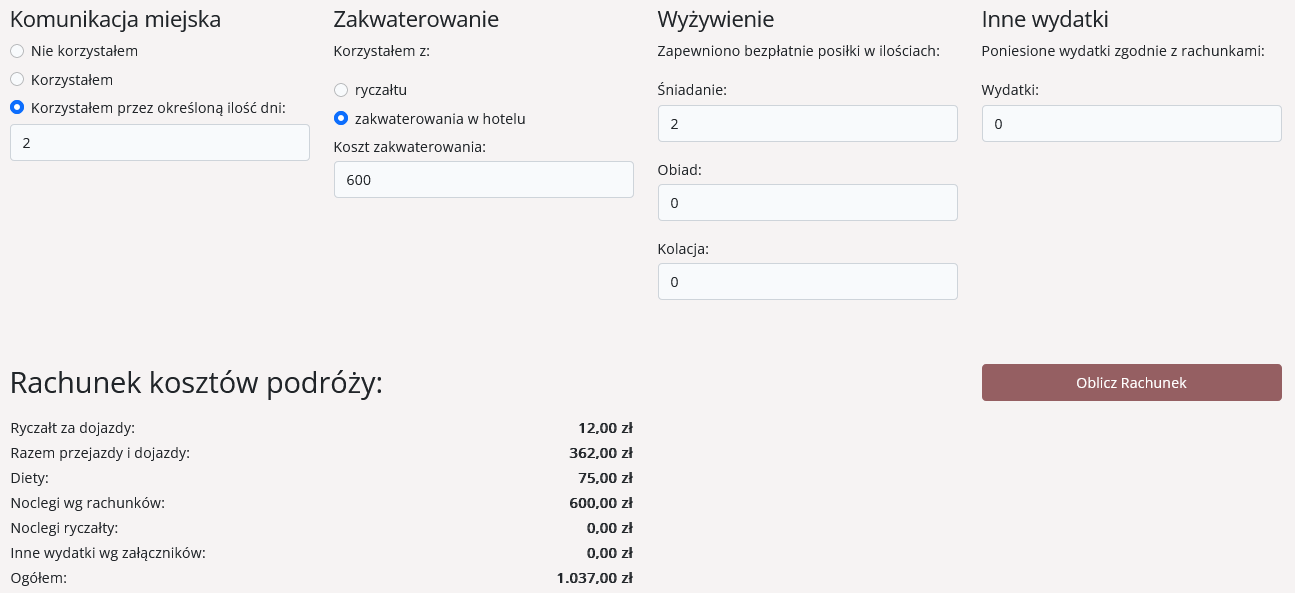 Komunikacja miejska
Nie korzystałem
Korzystałem
Korzystałem przez określoną ilość dni:
2
Zakwaterowanie
Korzystałem z:
ryczałtu
zakwaterowania w hotelu
Koszt zakwaterowania:
600
Wyżywienie
Zapewniono bezpłatnie posiłki w ilościach:
Śniadanie:
2
Obiad:
0
Kolacja:
0
Inne wydatki
Poniesione wydatki zgodnie z rachunkami:
Wydatki:
0
Rachunek kosztów podróży:
Oblicz Rachunek
Ryczałt za dojazdy: 12,00 zł
Razem przejazdy i dojazdy: 362,00 zł
Diety: 75,00 zł
Noclegi wg rachunków: 600,00 zł
Noclegi ryczałty: 0,00 zł
Inne wydatki wg załączników: 0,00 zł
Ogółem: 1.037,00 zł